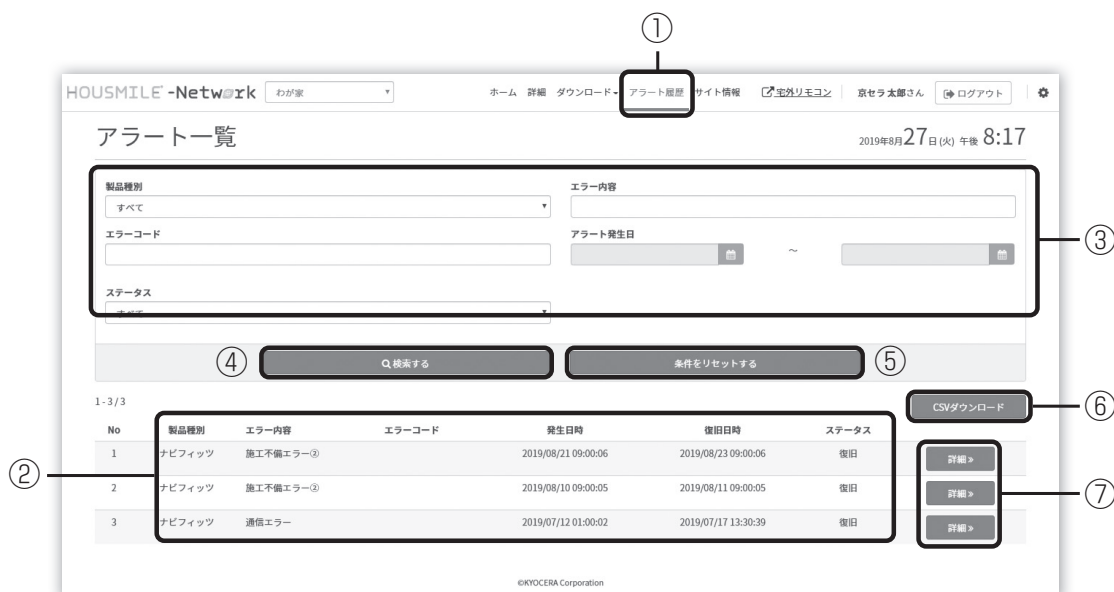 ①
HOUSMILE-Network わが家 ホーム 詳細 ダウンロード アラート履歴 サイト情報 宅外リモコン 京セラ太郎さん ログアウト
アラート一覧 2019年8月27日(火) 午後 8:17
製品種別 エラー内容
すべて
エラーコード アラート発生日
～
③
ステータス
すべて
④ 検索する 条件をリセットする ⑤
1 - 3 / 3 CSVダウンロード ⑥
No 製品種別 エラー内容 エラーコード 発生日時 復旧日時 ステータス
1 ナビフィッツ 施工不備エラー② 2019/08/21 09:00:06 2019/08/23 09:00:06 復旧 詳細 »
②
2 ナビフィッツ 施工不備エラー② 2019/08/10 09:00:05 2019/08/11 09:00:05 復旧 詳細 » ⑦
3 ナビフィッツ 通信エラー 2019/07/12 01:00:02 2019/07/17 13:30:39 復旧 詳細 »
©KYOCERA Corporation